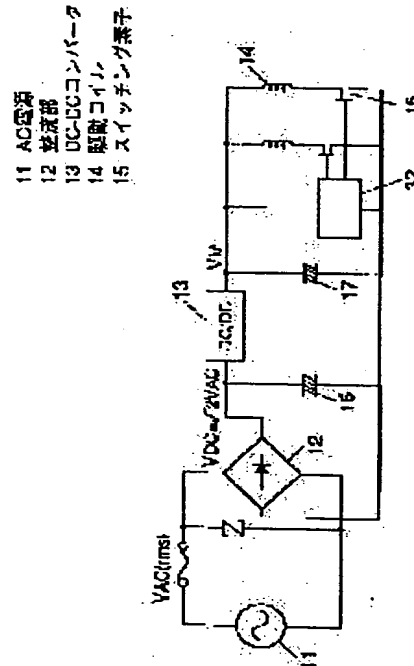 11 AC電源
12 整流部
13 DC-DCコンバータ
14 駆動コイル
15 スイッチング素子
VAC(rms)
11
12
VDC=√2VAC
13
DC/DC
VM
16
17
14
15